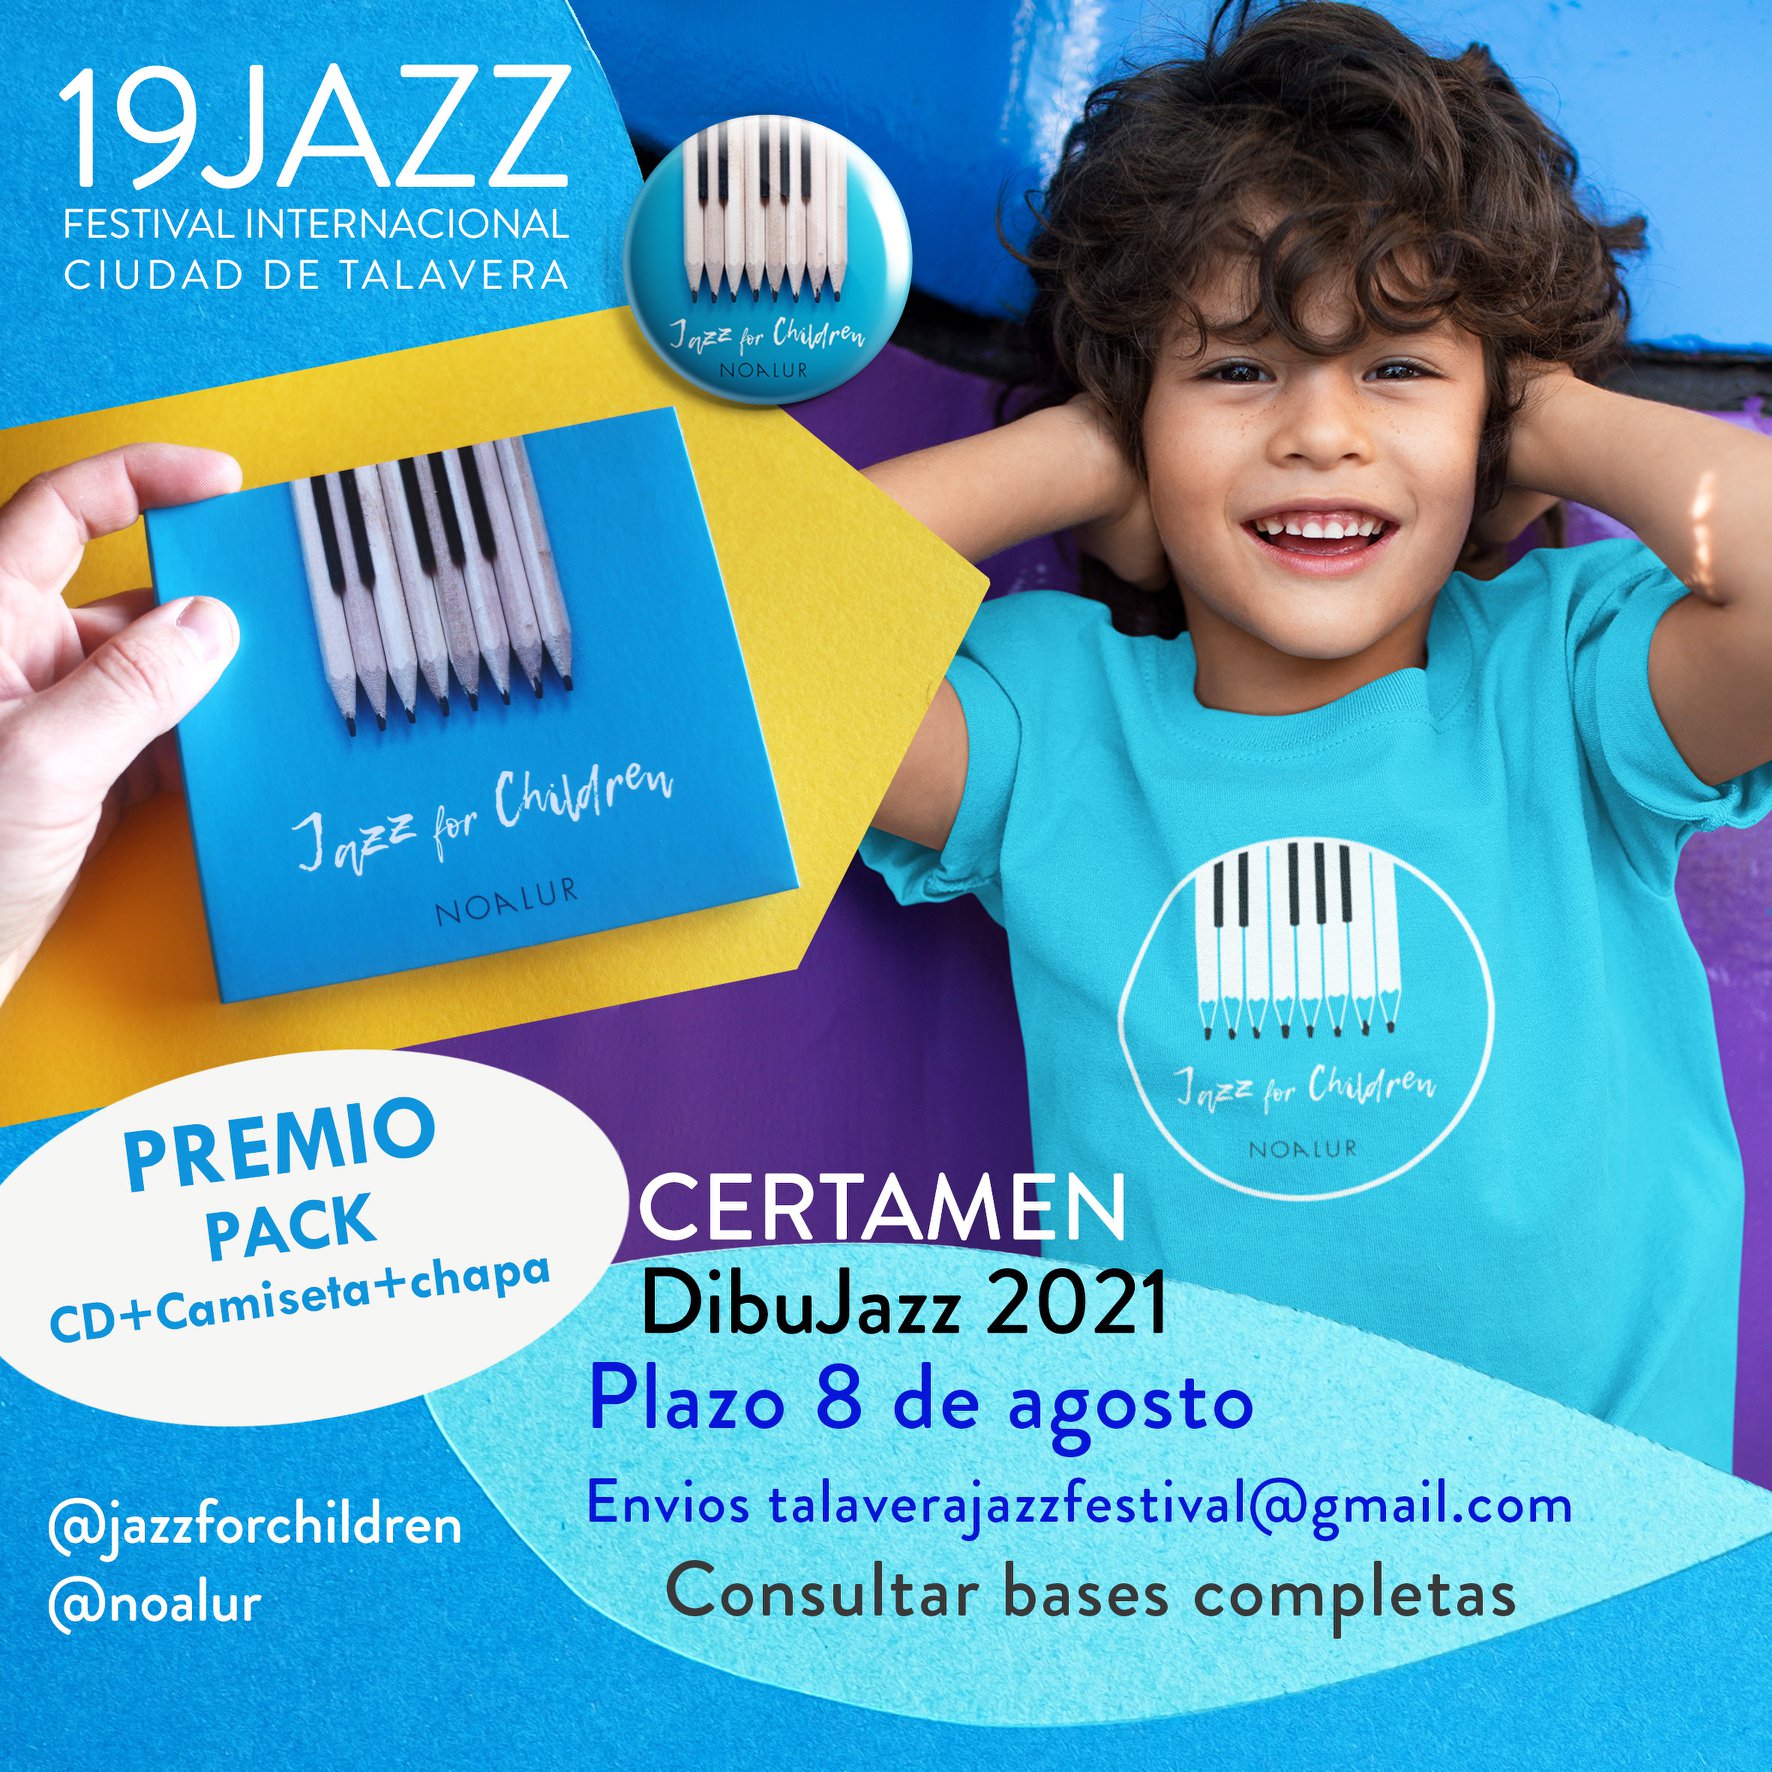 19JAZZ
FESTIVAL INTERNACIONAL
CIUDAD DE TALAVERA
Jazz for Children
NOALUR
Jazz for Children
NOALUR
Jazz for Children
NOALUR
PREMIO
PACK
CD+Camiseta+chapa
CERTAMEN
DibuJazz 2021
Plazo 8 de agosto
Envios talaverajazzfestival@gmail.com
Consultar bases completas
@jazzforchildren
@noalur